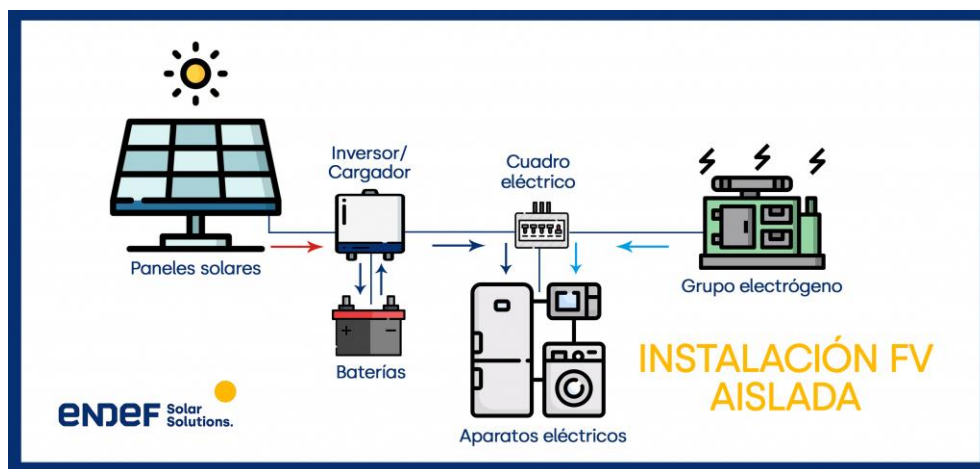 Inversor/
Cargador
Cuadro
eléctrico
Paneles solares
Grupo electrógeno
Baterías
INSTALACIÓN FV
AISLADA
enDeF Solar
Solutions.
Aparatos eléctricos